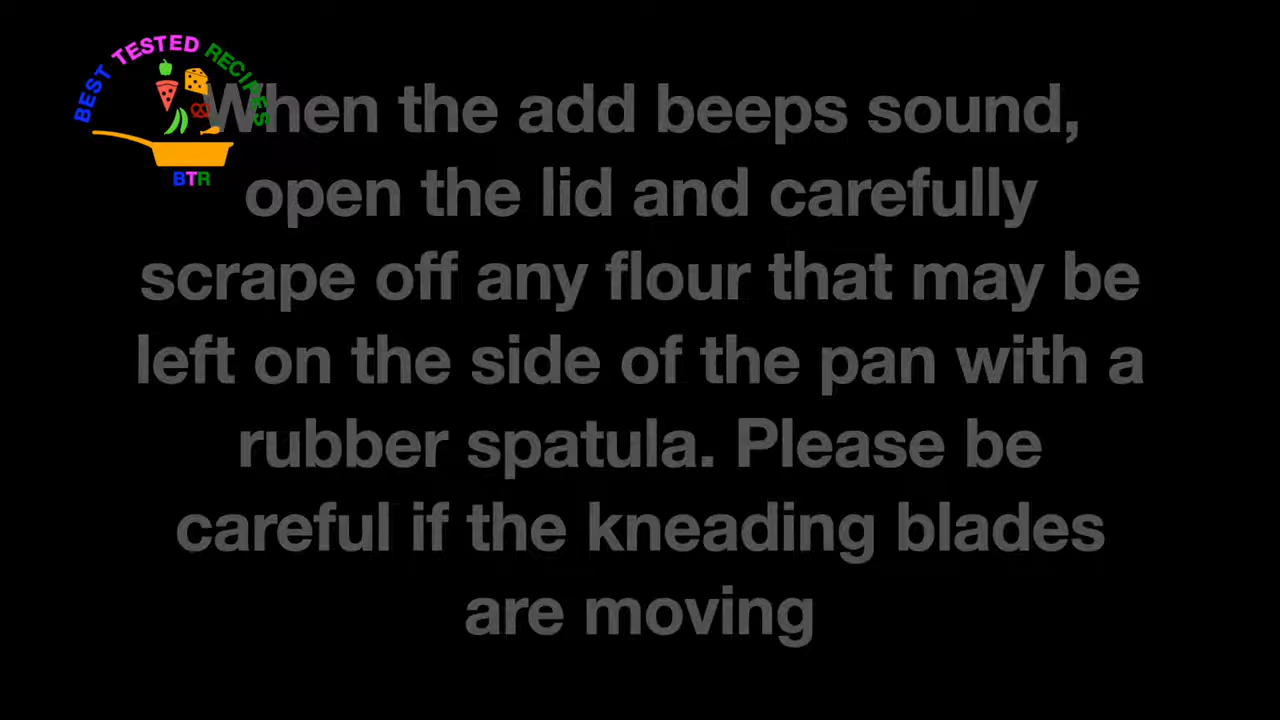 BEST TESTED RECIPES
BTR
When the add beeps sound,
open the lid and carefully
scrape off any flour that may be
left on the side of the pan with a
rubber spatula. Please be
careful if the kneading blades
are moving